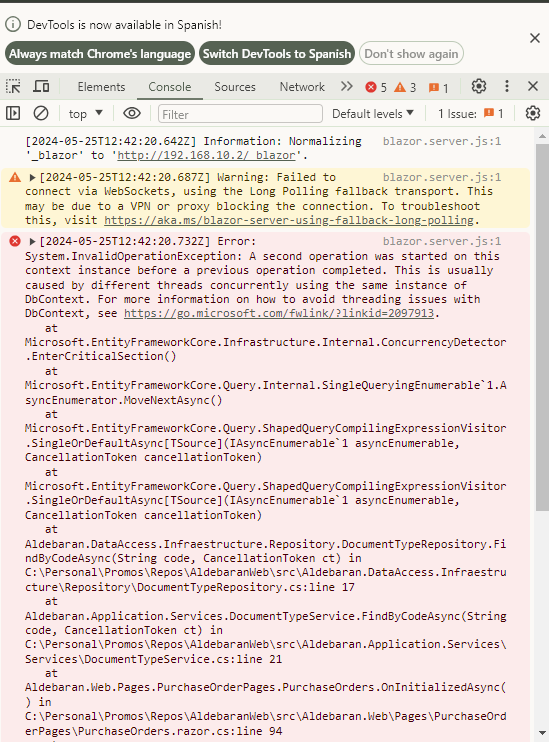 DevTools is now available in Spanish!
Always match Chrome's language Switch DevTools to Spanish Don't show again
Elements Console Sources Network 5 3 1
top Filter Default levels 1 Issue: 1
[2024-05-25T12:42:20.642Z] Information: Normalizing blazor.server.js:1
'_blazor' to 'http://192.168.10.2/_blazor'.
[2024-05-25T12:42:20.687Z] Warning: Failed to blazor.server.js:1
connect via WebSockets, using the Long Polling fallback transport. This
may be due to a VPN or proxy blocking the connection. To troubleshoot
this, visit https://aka.ms/blazor-server-using-fallback-long-polling.
[2024-05-25T12:42:20.732Z] Error: blazor.server.js:1
System.InvalidOperationException: A second operation was started on
this context instance before a previous operation completed. This is usually
caused by different threads concurrently using the same instance of
DbContext. For more information on how to avoid threading issues with
DbContext, see https://go.microsoft.com/fwlink/?linkid=2097913.
at
Microsoft.EntityFrameworkCore.Infrastructure.Internal.ConcurrencyDetector
.EnterCriticalSection()
at
Microsoft.EntityFrameworkCore.Query.Internal.SingleQueryingEnumerable`1.A
syncEnumerator.MoveNextAsync()
at
Microsoft.EntityFrameworkCore.Query.ShapedQueryCompilingExpressionVisitor
.SingleOrDefaultAsync[TSource](IAsyncEnumerable`1 asyncEnumerable,
CancellationToken cancellationToken)
at
Microsoft.EntityFrameworkCore.Query.ShapedQueryCompilingExpressionVisitor
.SingleOrDefaultAsync[TSource](IAsyncEnumerable`1 asyncEnumerable,
CancellationToken cancellationToken)
at
Aldebaran.DataAccess.Infraestructure.Repository.DocumentTypeRepository.Fi
ndByCodeAsync(String code, CancellationToken ct) in
C:\Personal\Promos\Repos\AldebaranWeb\src\Aldebaran.DataAccess.Infraestru
cture\Repository\DocumentTypeRepository.cs:line 17
at
Aldebaran.Application.Services.DocumentTypeService.FindByCodeAsync(String
code, CancellationToken ct) in
C:\Personal\Promos\Repos\AldebaranWeb\src\Aldebaran.Application.Services\
Services\DocumentTypeService.cs:line 21
at
Aldebaran.Web.Pages.PurchaseOrderPages.PurchaseOrders.OnInitializedAsync(
) in
C:\Personal\Promos\Repos\AldebaranWeb\src\Aldebaran.Web\Pages\PurchaseOrd
erPages\PurchaseOrders.razor.cs:line 94